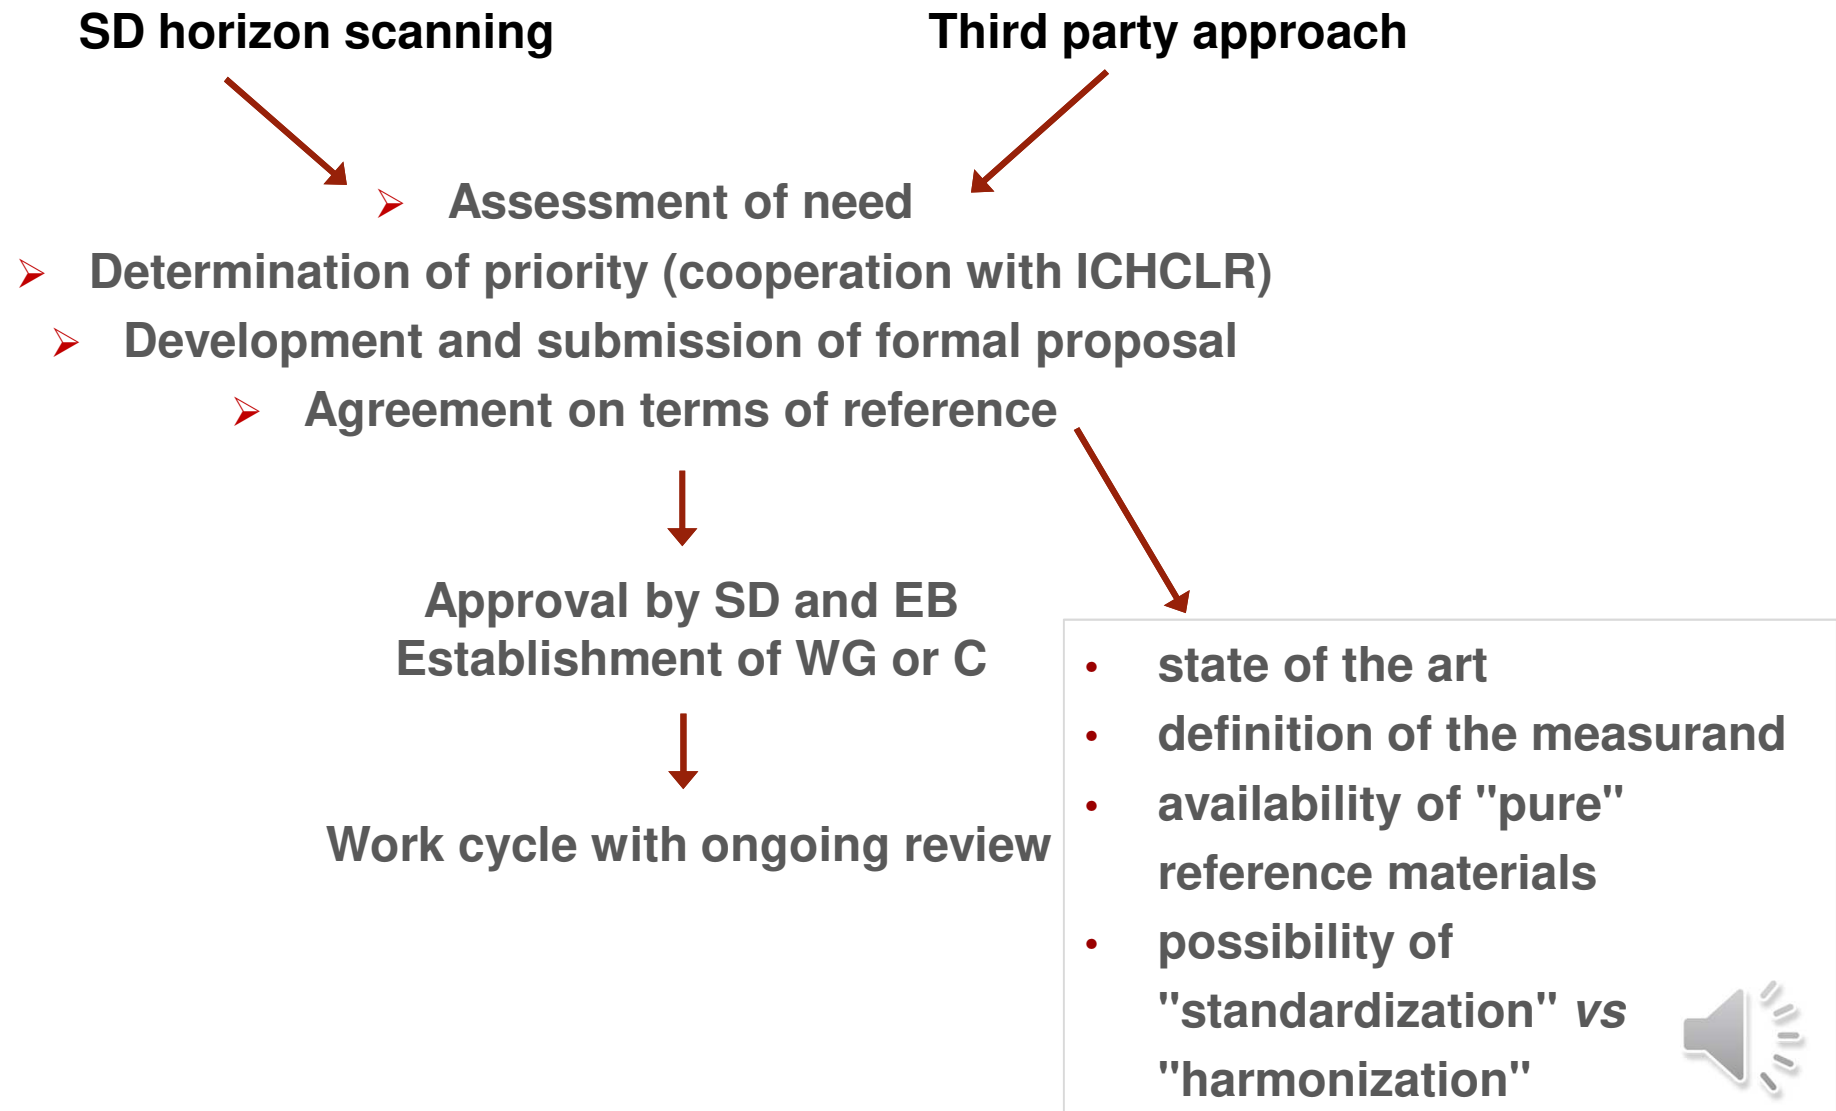 SD horizon scanning
Third party approach
➢ Assessment of need
➢ Determination of priority (cooperation with ICHCLR)
➢ Development and submission of formal proposal
➢ Agreement on terms of reference
Approval by SD and EB
Establishment of WG or C
Work cycle with ongoing review
• state of the art
• definition of the measurand
• availability of "pure"
reference materials
• possibility of
"standardization" vs
"harmonization"